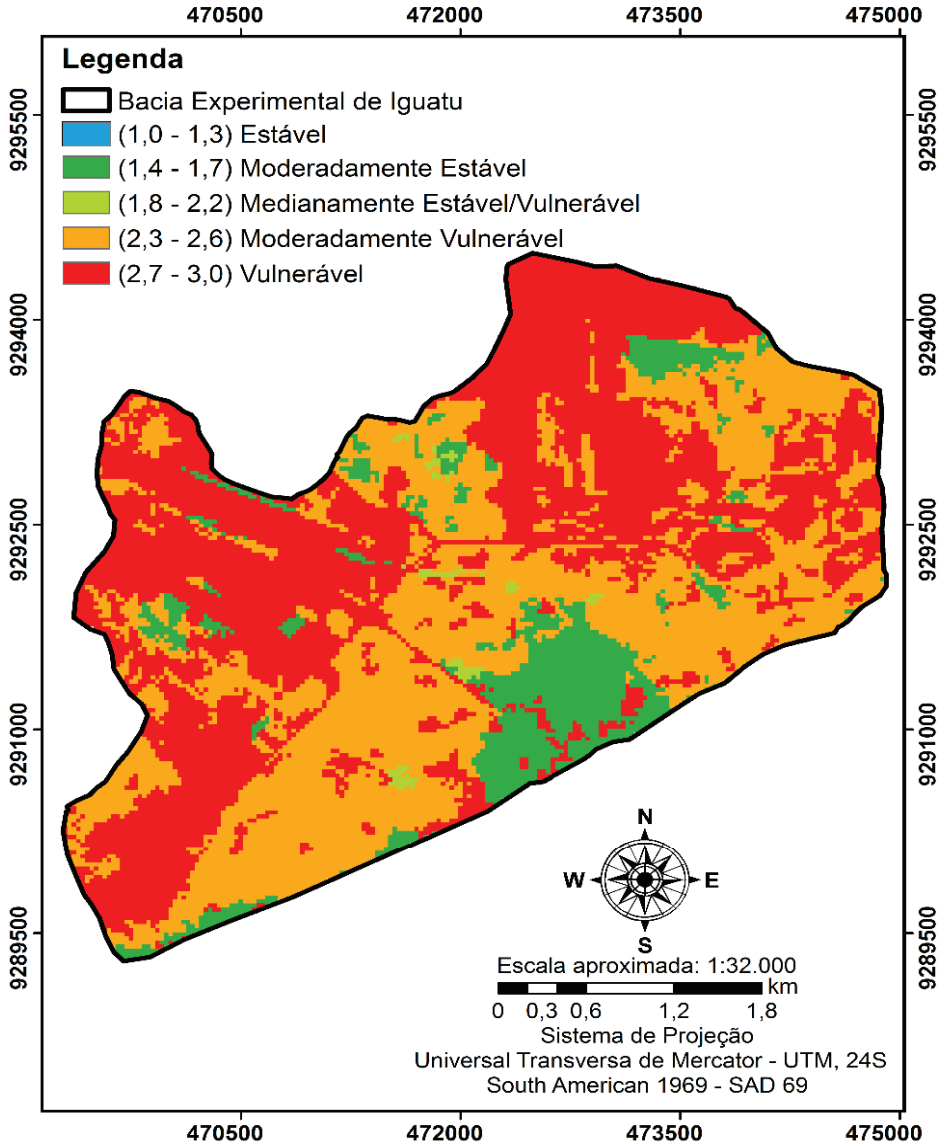 470500 472000 473500 475000
Legenda
Bacia Experimental de Iguatu
(1,0 - 1,3) Estável
(1,4 - 1,7) Moderadamente Estável
(1,8 - 2,2) Medianamente Estável/Vulnerável
(2,3 - 2,6) Moderadamente Vulnerável
(2,7 - 3,0) Vulnerável
9295500 9295500
9294000 9294000
9292500 9292500
9291000 9291000
9289500 9289500
N
W E
S
Escala aproximada: 1:32.000
km
0 0,3 0,6 1,2 1,8
Sistema de Projeção
Universal Transversa de Mercator - UTM, 24S
South American 1969 - SAD 69
470500 472000 473500 475000